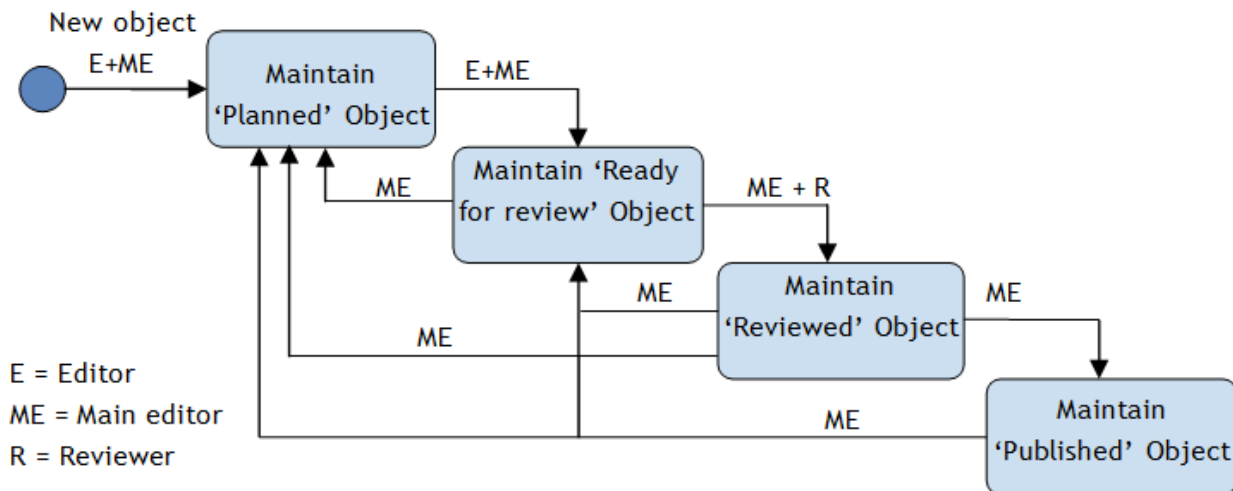 New object
E+ME
Maintain
‘Planned’ Object
E+ME
Maintain ‘Ready
for review’ Object
ME
ME + R
Maintain
‘Reviewed’ Object
ME
ME
ME
E = Editor
ME = Main editor
R = Reviewer
ME
Maintain
‘Published’ Object